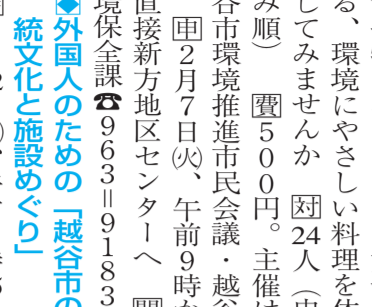 る、環境にやさしい料理を
してみませんか　対24人（
み順）　費500円。主催は
谷市環境推進市民会議・越谷
申2月7日㈫、午前9時か
直接新方地区センターへ
境保全課☎963＝9183
◆外国人のための「越谷市の
統文化と施設めぐり」